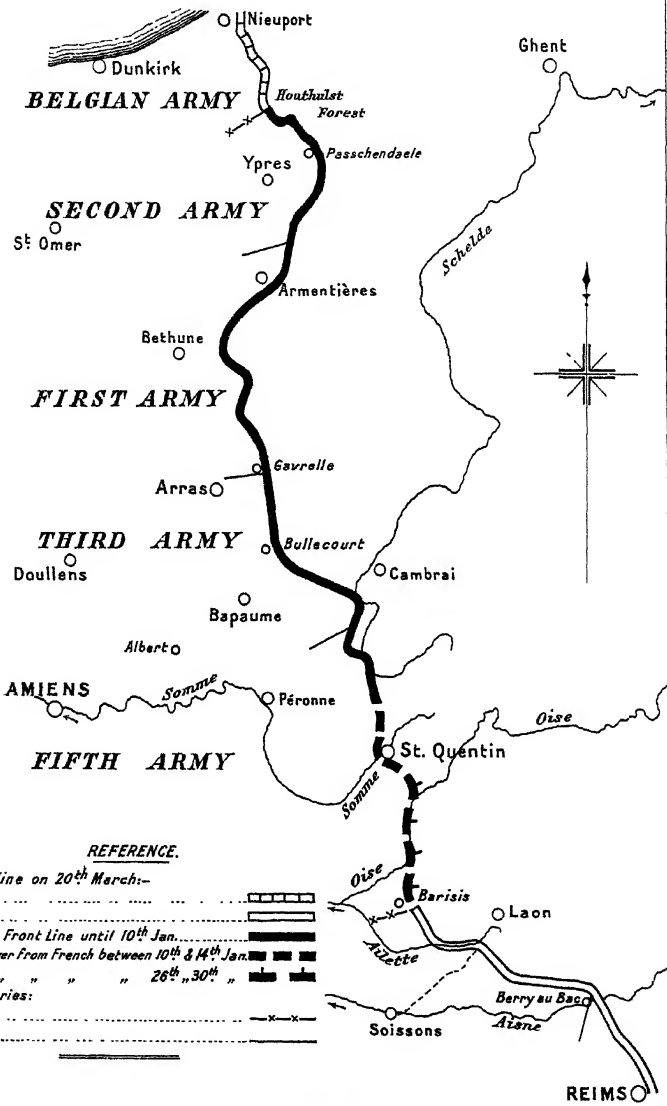 Nieuport
Ghent
Dunkirk
BELGIAN ARMY
Houthulst
Forest
Passchendaele
Ypres
SECOND ARMY
St. Omer
Schelde
Armentières
Bethune
FIRST ARMY
Gavrelle
Arras
THIRD ARMY
Bullecourt
Doullens
Cambrai
Bapaume
Albert
AMIENS
Somme
Péronne
Oise
St. Quentin
FIFTH ARMY
Somme
REFERENCE.
line on 20th March:-
Front Line until 10th Jan.
ver from French between 10th & 14th Jan.
" " " " 26th " 30th "
ries:
Oise
Barisis
Laon
Ailette
Berry au Bac
Soissons
Aisne
REIMS